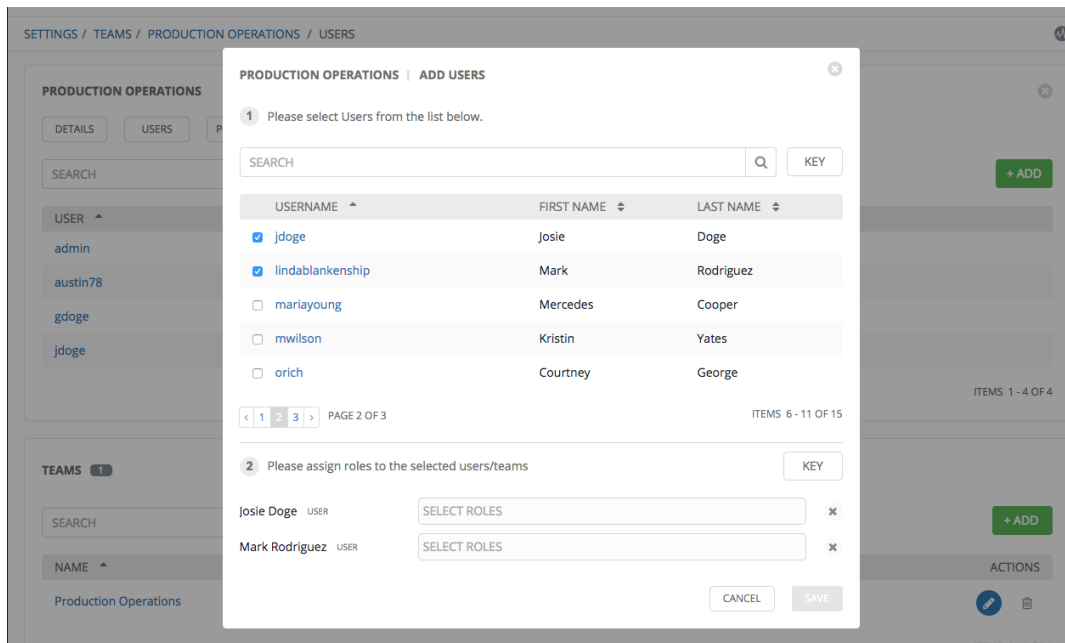 SETTINGS / TEAMS / PRODUCTION OPERATIONS / USERS
PRODUCTION OPERATIONS
DETAILS USERS P
SEARCH + ADD
USER
admin
austin78
gdoge
jdoge
ITEMS 1 - 4 OF 4
PRODUCTION OPERATIONS | ADD USERS
1 Please select Users from the list below.
SEARCH KEY
USERNAME FIRST NAME LAST NAME
jdoge Josie Doge
lindablankenship Mark Rodriguez
mariayoung Mercedes Cooper
mwilson Kristin Yates
orich Courtney George
< 1 2 3 > PAGE 2 OF 3 ITEMS 6 - 11 OF 15
2 Please assign roles to the selected users/teams KEY
Josie Doge USER SELECT ROLES
Mark Rodriguez USER SELECT ROLES
CANCEL SAVE
TEAMS 1
SEARCH + ADD
NAME ACTIONS
Production Operations